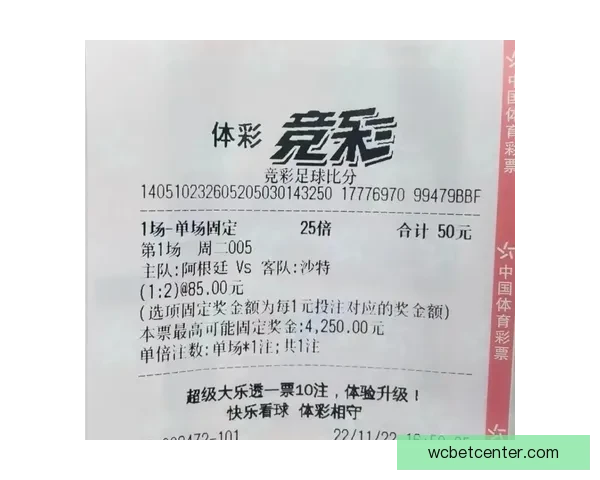 体彩 竞彩
竞彩足球比分
140510232605205030143250 17776970 99479BBF
1场-单场固定 25倍 合计 50元
第1场 周二005
主队:阿根廷 Vs 客队:沙特
(1:2)@85.00元
(选项固定奖金额为每1元投注对应的奖金额)
本票最高可能固定奖金:4,250.00元
单倍注数:单场*1注;共1注
超级大乐透一票10注，体验升级！
快乐看球 体彩相守
22/11/22
中国体育彩票
中国体育彩票
wcbetcenter.com